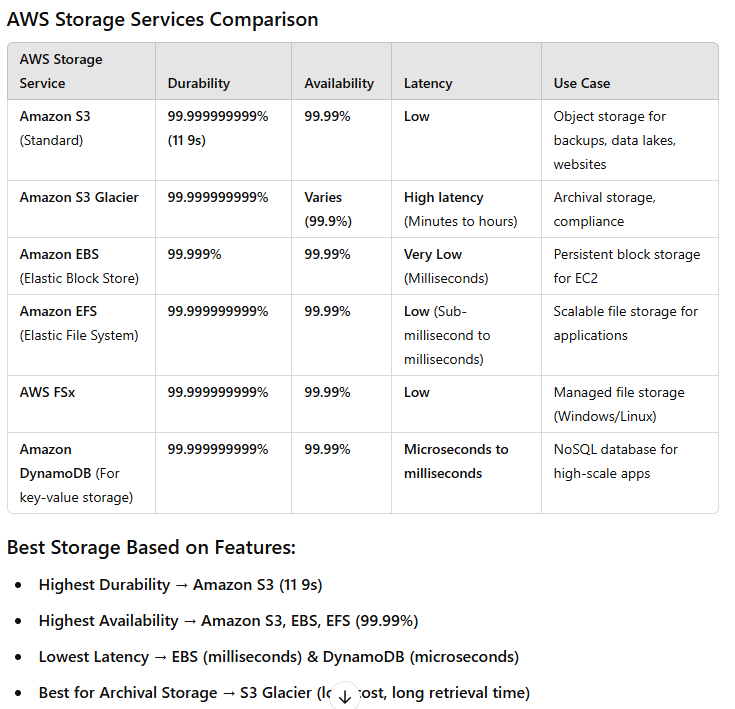 AWS Storage Services Comparison
AWS Storage
Service
Durability
Availability
Latency
Use Case
Amazon S3
(Standard)
99.999999999%
(11 9s)
99.99%
Low
Object storage for
backups, data lakes,
websites
Amazon S3 Glacier
99.999999999%
Varies
(99.9%)
High latency
(Minutes to hours)
Archival storage,
compliance
Amazon EBS
(Elastic Block Store)
99.999%
99.99%
Very Low
(Milliseconds)
Persistent block storage
for EC2
Amazon EFS
(Elastic File System)
99.999999999%
99.99%
Low (Sub-
millisecond to
milliseconds)
Scalable file storage for
applications
AWS FSx
99.999999999%
99.99%
Low
Managed file storage
(Windows/Linux)
Amazon
DynamoDB (For
key-value storage)
99.999999999%
99.99%
Microseconds to
milliseconds
NoSQL database for
high-scale apps
Best Storage Based on Features:
• Highest Durability → Amazon S3 (11 9s)
• Highest Availability → Amazon S3, EBS, EFS (99.99%)
• Lowest Latency → EBS (milliseconds) & DynamoDB (microseconds)
• Best for Archival Storage → S3 Glacier ( cost, long retrieval time)